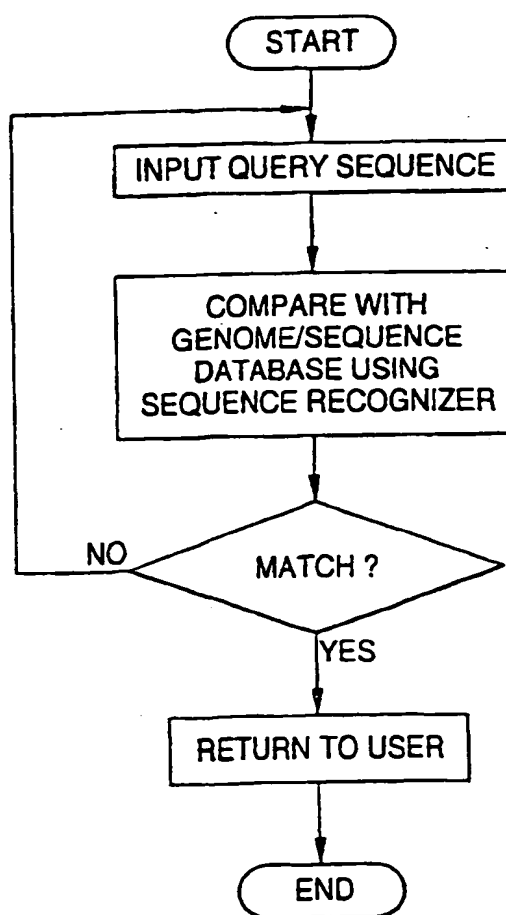 START
INPUT QUERY SEQUENCE
COMPARE WITH
GENOME/SEQUENCE
DATABASE USING
SEQUENCE RECOGNIZER
NO
MATCH ?
YES
RETURN TO USER
END